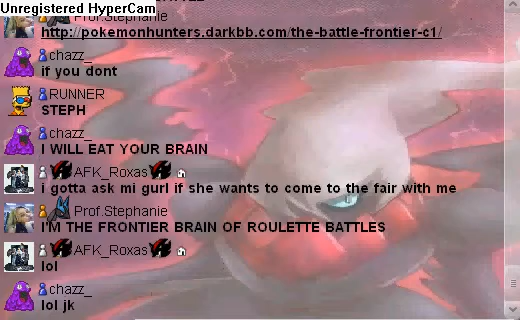 Unregistered HyperCam
Prof.Stephanie
http://pokemonhunters.darkbb.com/the-battle-frontier-c1/
chazz_
if you dont
RUNNER
STEPH
chazz_
I WILL EAT YOUR BRAIN
AFK_Roxas
i gotta ask mi gurl if she wants to come to the fair with me
Prof.Stephanie
I'M THE FRONTIER BRAIN OF ROULETTE BATTLES
AFK_Roxas
lol
chazz_
lol jk